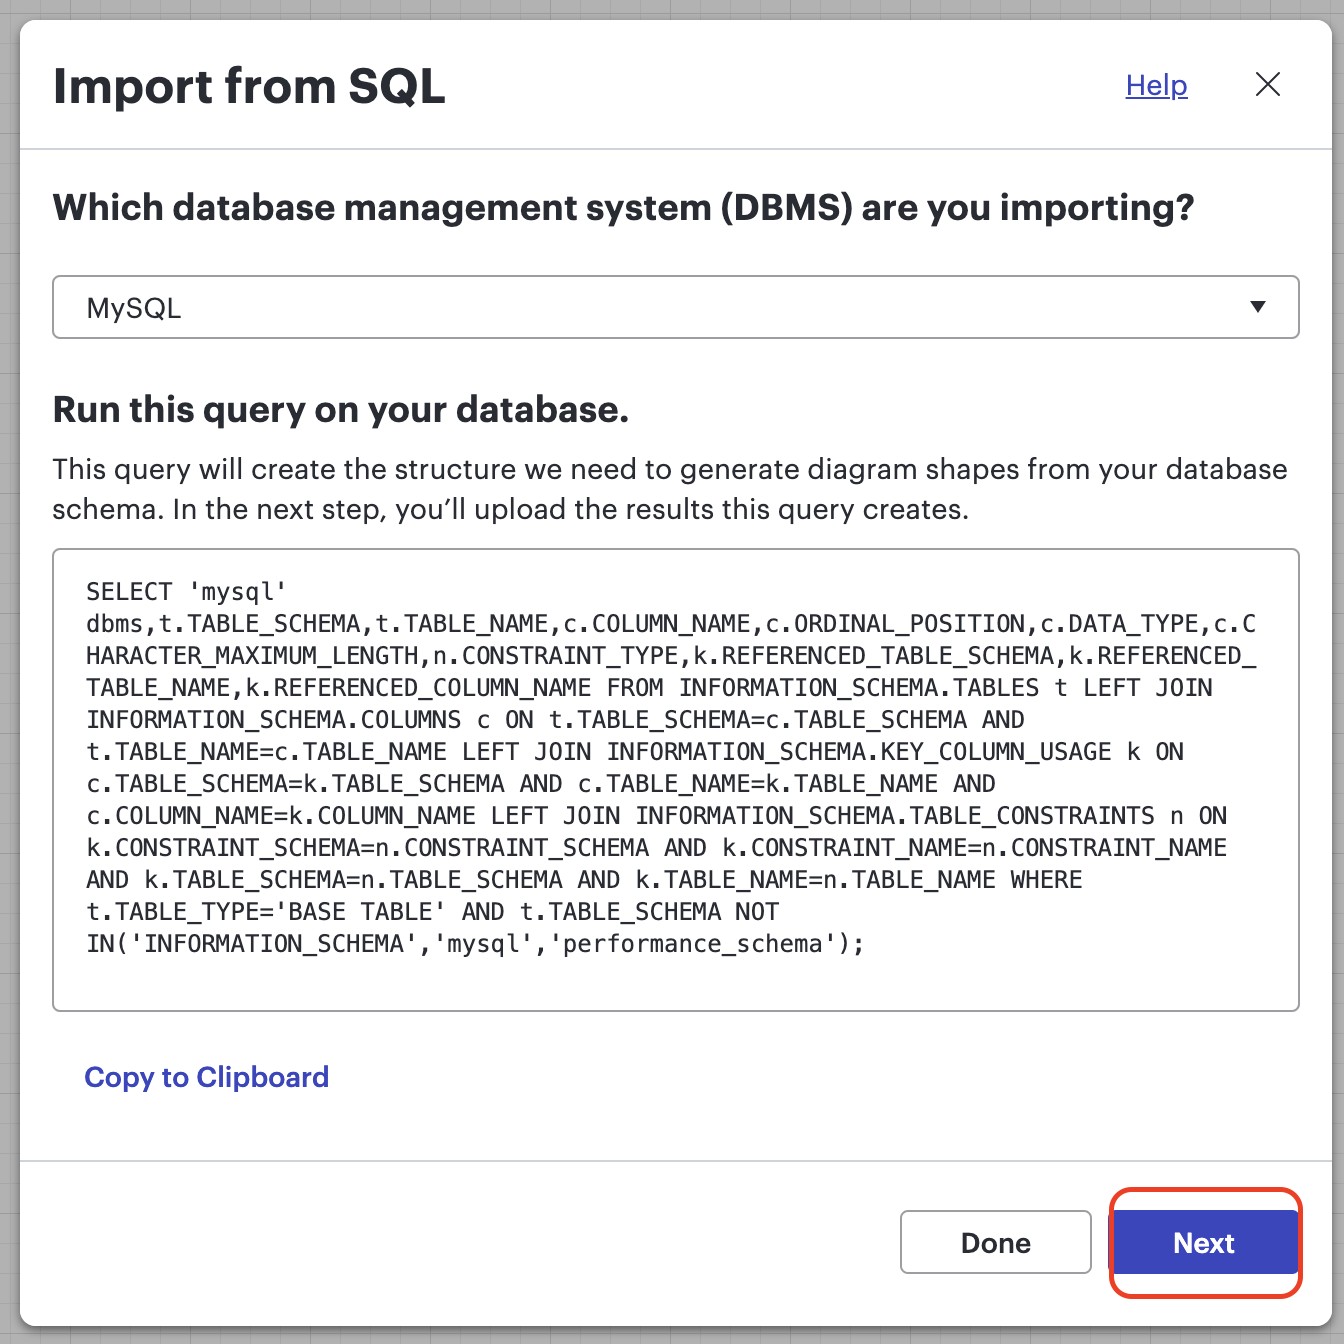 Import from SQL
Help
Which database management system (DBMS) are you importing?
MySQL
Run this query on your database.
This query will create the structure we need to generate diagram shapes from your database
schema. In the next step, you’ll upload the results this query creates.
SELECT 'mysql'
dbms,t.TABLE_SCHEMA,t.TABLE_NAME,c.COLUMN_NAME,c.ORDINAL_POSITION,c.DATA_TYPE,c.C
HARACTER_MAXIMUM_LENGTH,n.CONSTRAINT_TYPE,k.REFERENCED_TABLE_SCHEMA,k.REFERENCED_
TABLE_NAME,k.REFERENCED_COLUMN_NAME FROM INFORMATION_SCHEMA.TABLES t LEFT JOIN
INFORMATION_SCHEMA.COLUMNS c ON t.TABLE_SCHEMA=c.TABLE_SCHEMA AND
t.TABLE_NAME=c.TABLE_NAME LEFT JOIN INFORMATION_SCHEMA.KEY_COLUMN_USAGE k ON
c.TABLE_SCHEMA=k.TABLE_SCHEMA AND c.TABLE_NAME=k.TABLE_NAME AND
c.COLUMN_NAME=k.COLUMN_NAME LEFT JOIN INFORMATION_SCHEMA.TABLE_CONSTRAINTS n ON
k.CONSTRAINT_SCHEMA=n.CONSTRAINT_SCHEMA AND k.CONSTRAINT_NAME=n.CONSTRAINT_NAME
AND k.TABLE_SCHEMA=n.TABLE_SCHEMA AND k.TABLE_NAME=n.TABLE_NAME WHERE
t.TABLE_TYPE='BASE TABLE' AND t.TABLE_SCHEMA NOT
IN('INFORMATION_SCHEMA','mysql','performance_schema');
Copy to Clipboard
Done
Next